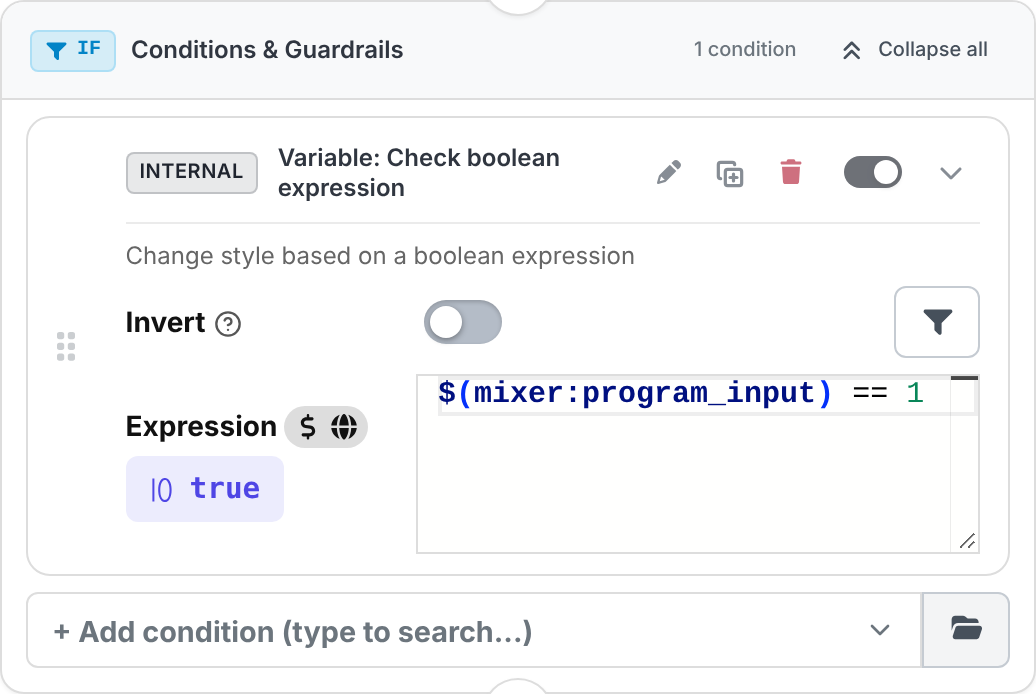 IF Conditions & Guardrails 1 condition Collapse all
INTERNAL Variable: Check boolean
expression
Change style based on a boolean expression
Invert
Expression $
true
$(mixer:program_input) == 1
+ Add condition (type to search...)